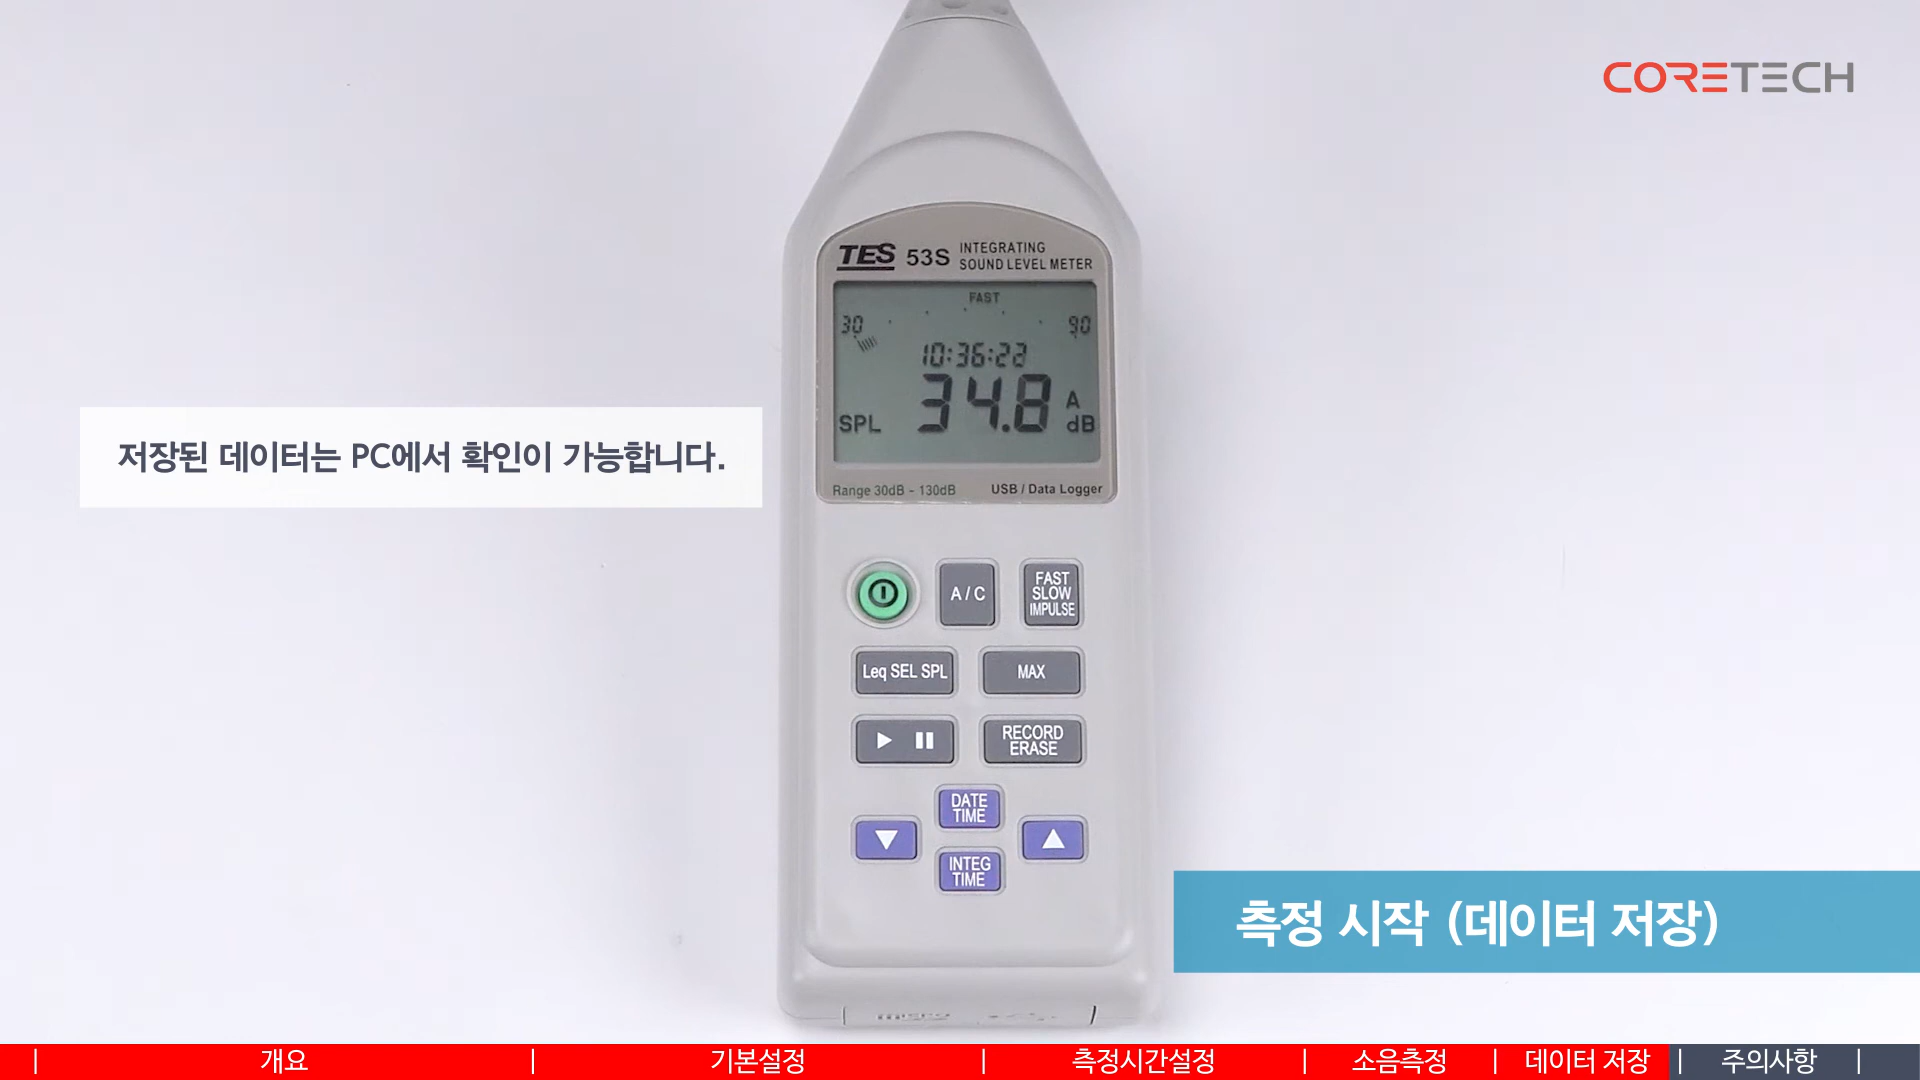 CORETECH
TES 53S INTEGRATING
SOUND LEVEL METER
FAST
30 90
10:36:22
34.8 A
SPL dB
저장된 데이터는 PC에서 확인이 가능합니다.
Range 30dB - 130dB USB / Data Logger
A / C
FAST
SLOW
IMPULSE
Leq SEL SPL
MAX
RECORD
ERASE
DATE
TIME
INTEG
TIME
측정 시작 (데이터 저장)
| 개요 | 기본설정 | 측정시간설정 | 소음측정 | 데이터 저장 | 주의사항 |